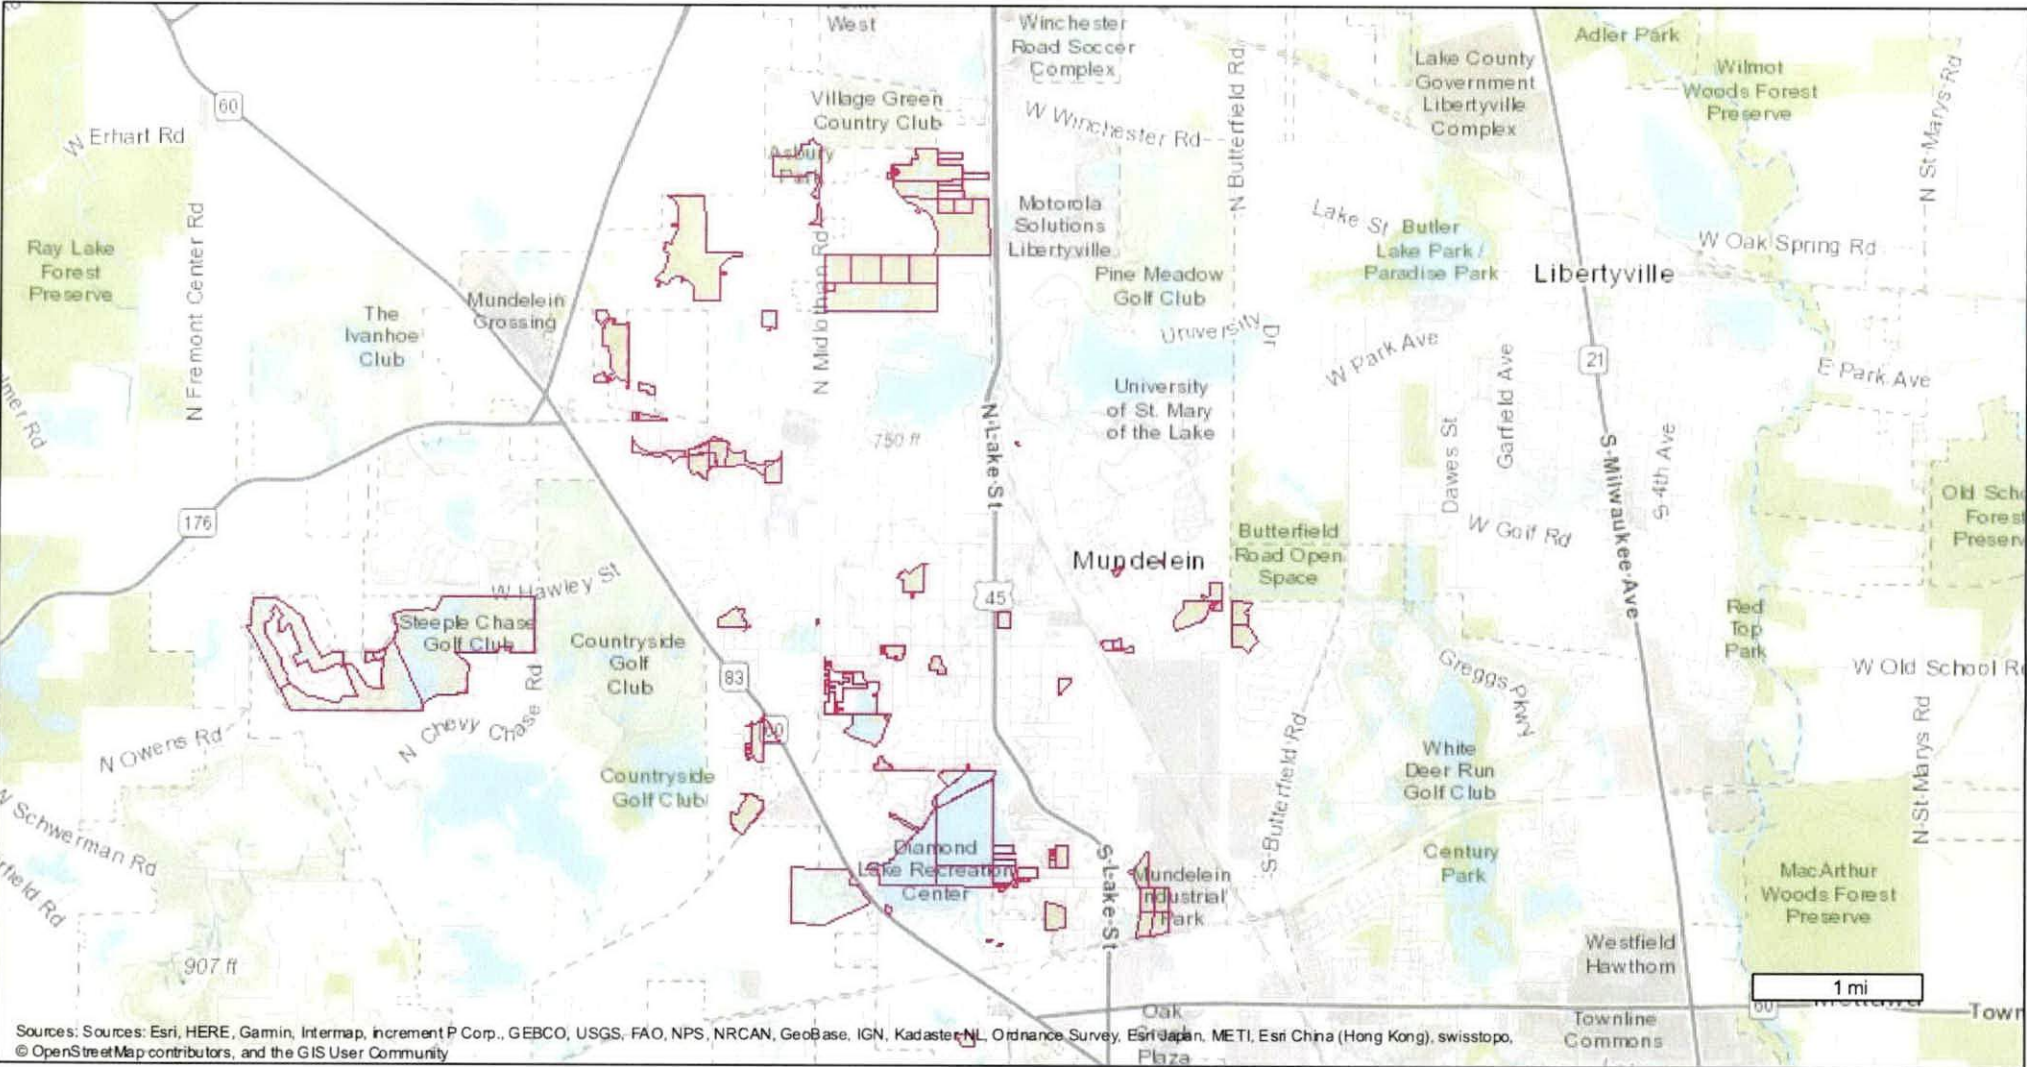 West
Winchester
Road Soccer
Complex
Adler Park
Lake County
Government
Libertyville
Complex
Wilmot
Woods Forest
Preserve
N St Marys Rd
60
W Erhart Rd
Village Green
Country Club
W Winchester Rd
N Butterfield Rd
Asbury
Park
Ray Lake
Forest
Preserve
N Fremont Center Rd
Motorola
Solutions
Libertyville
Lake St
Butler
Lake Park /
Paradise Park
W Oak Spring Rd
Libertyville
Pine Meadow
Golf Club
Mundelein
Crossing
The
Ivanhoe
Club
N Midlothian Rd
University Dr
W Park Ave
21
E Park Ave
University
of St. Mary
of the Lake
Garfield Ave
Dawes St
S 4th Ave
N Lake St
750 ft
S Milwaukee Ave
176
Old Scho
Forest
Preserv
W Golf Rd
Butterfield
Road Open
Space
Mundelein
W Hawley St
45
Steeple Chase
Golf Club
Countryside
Golf
Club
Red
Top
Park
W Old School R
83
Greggs Pkwy
N Chevy Chase Rd
N Owens Rd
60
S Butterfield Rd
N St Marys Rd
White
Deer Run
Golf Club
Countryside
Golf Club
N Schwerman Rd
rfield Rd
Diamond
Lake Recreation
Center
S Lake St
Mundelein
Industrial
Park
Century
Park
MacArthur
Woods Forest
Preserve
907 ft
Westfield
Hawthorn
1 mi
60
Town
Oak
Plaza
Townline
Commons
Sources: Sources: Esri, HERE, Garmin, Intermap, increment P Corp., GEBCO, USGS, FAO, NPS, NRCAN, GeoBase, IGN, Kadaster NL, Ordnance Survey, Esri Japan, METI, Esri China (Hong Kong), swisstopo,
© OpenStreetMap contributors, and the GIS User Community